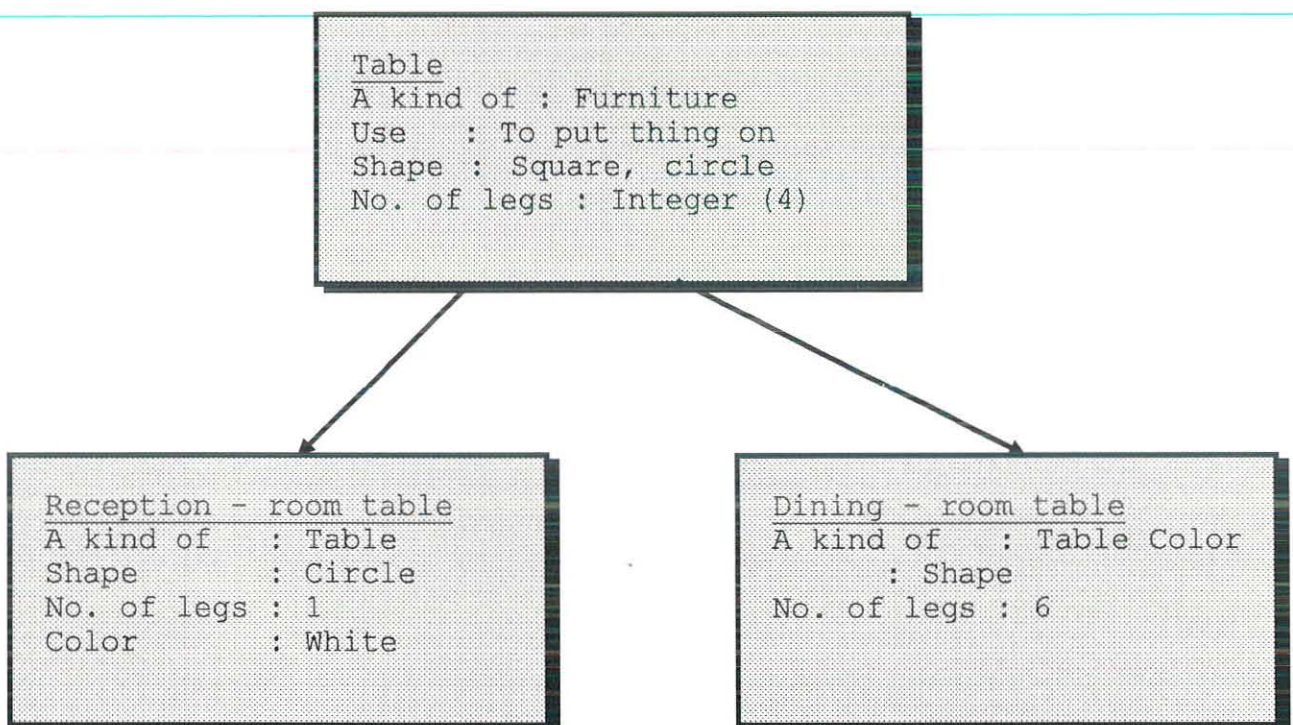 Table
A kind of : Furniture
Use : To put thing on
Shape : Square, circle
No. of legs : Integer (4)
Reception - room table
A kind of : Table
Shape : Circle
No. of legs : 1
Color : White
Dining - room table
A kind of : Table Color
: Shape
No. of legs : 6